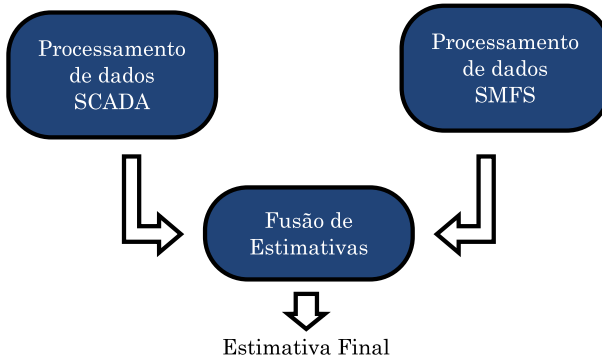 Processamento
de dados
SCADA
Processamento
de dados
SMFS
Fusão de
Estimativas
Estimativa Final